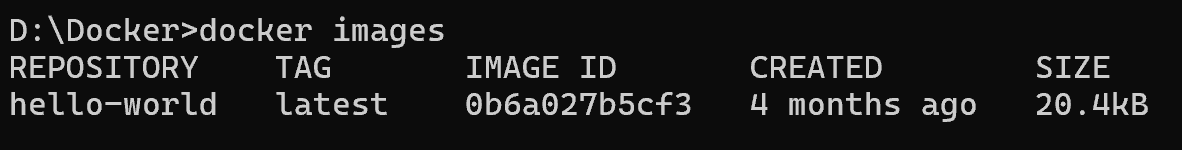 D:\Docker>docker images
REPOSITORY    TAG       IMAGE ID       CREATED        SIZE
hello-world   latest    0b6a027b5cf3   4 months ago   20.4kB